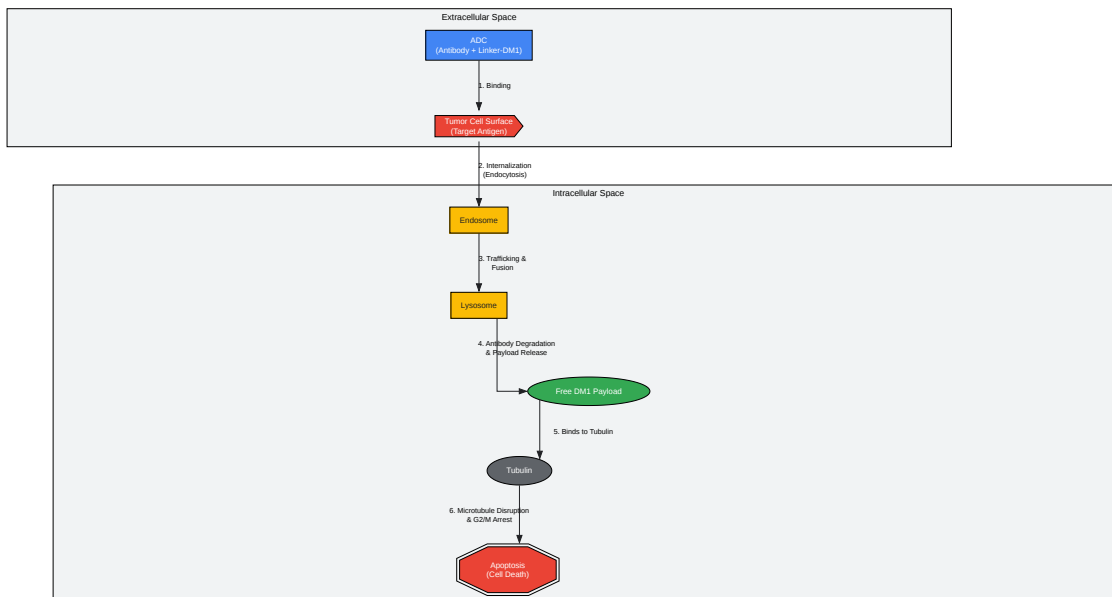 Extracellular Space
ADC
(Antibody + Linker-DM1)
1. Binding
Tumor Cell Surface
(Target Antigen)
2. Internalization
(Endocytosis)
Intracellular Space
Endosome
3. Trafficking &
Fusion
Lysosome
4. Antibody Degradation
& Payload Release
Free DM1 Payload
5. Binds to Tubulin
Tubulin
6. Microtubule Disruption
& G2/M Arrest
Apoptosis
(Cell Death)